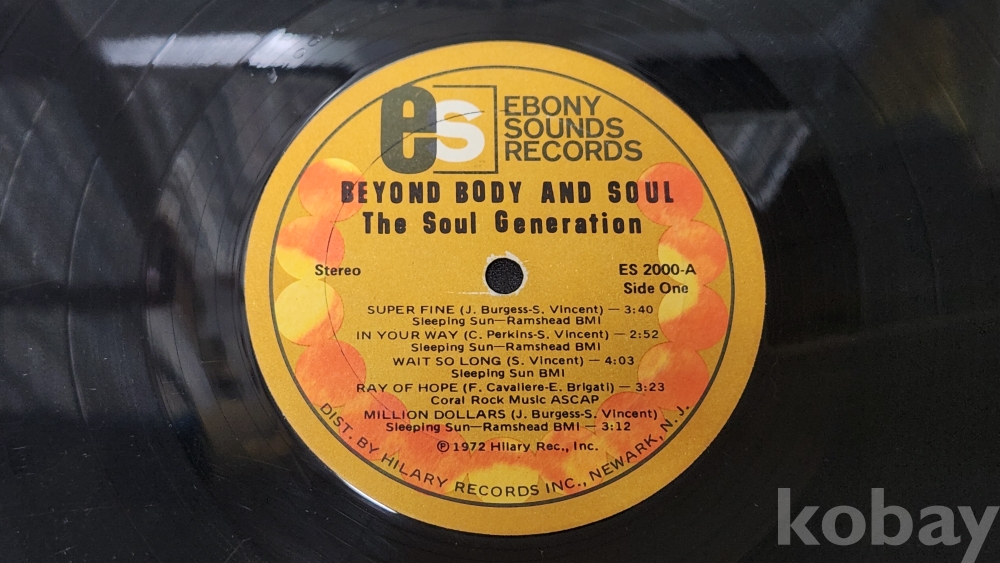 es EBONY
SOUNDS
RECORDS
BEYOND BODY AND SOUL
The Soul Generation
Stereo
ES 2000-A
Side One
SUPER FINE (J. Burgess-S. Vincent) — 3:40
Sleeping Sun—Ramshead BMI
IN YOUR WAY (C. Perkins-S. Vincent) — 2:52
Sleeping Sun—Ramshead BMI
WAIT SO LONG (S. Vincent) — 4:03
Sleeping Sun BMI
RAY OF HOPE (F. Cavaliere-E. Brigati) — 3:23
Coral Rock Music ASCAP
MILLION DOLLARS (J. Burgess-S. Vincent)
Sleeping Sun—Ramshead BMI — 3:12
℗ 1972 Hilary Rec., Inc.
DIST. BY HILARY RECORDS INC., NEWARK, N.J.
kobay